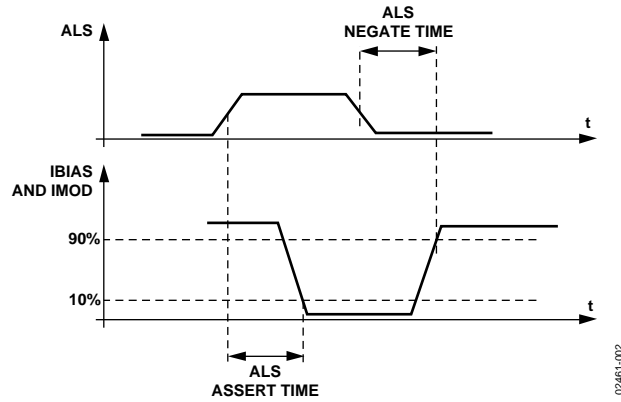 ALS
NEGATE TIME
ALS
t
IBIAS
AND IMOD
90%
10%
t
ALS
ASSERT TIME
02461-002